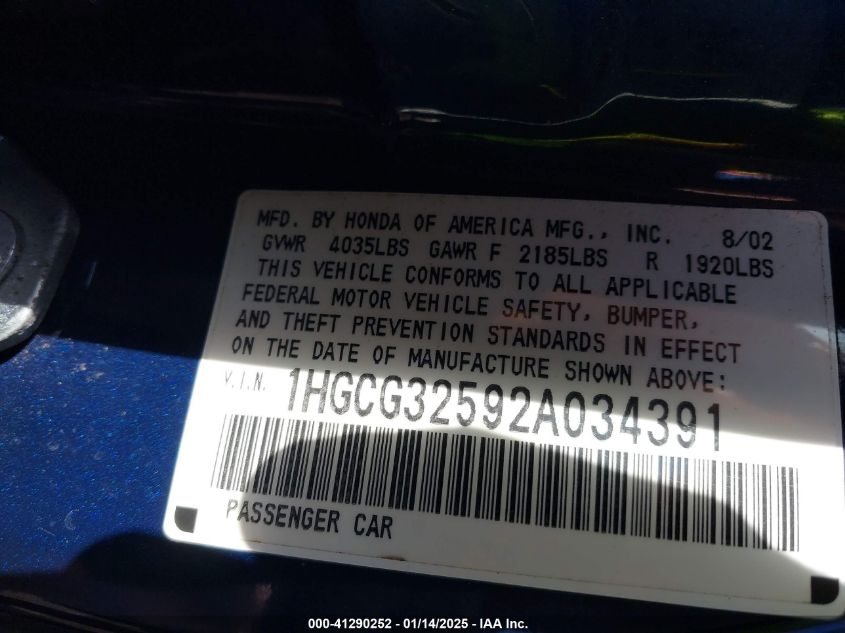 MFD. BY HONDA OF AMERICA MFG., INC. 8/02
GVWR 4035LBS GAWR F 2185LBS R 1920LBS
THIS VEHICLE CONFORMS TO ALL APPLICABLE
FEDERAL MOTOR VEHICLE SAFETY, BUMPER,
AND THEFT PREVENTION STANDARDS IN EFFECT
ON THE DATE OF MANUFACTURE SHOWN ABOVE:
V.I.N. 1HGCG32592A034391
PASSENGER CAR
000-41290252 - 01/14/2025 - IAA Inc.